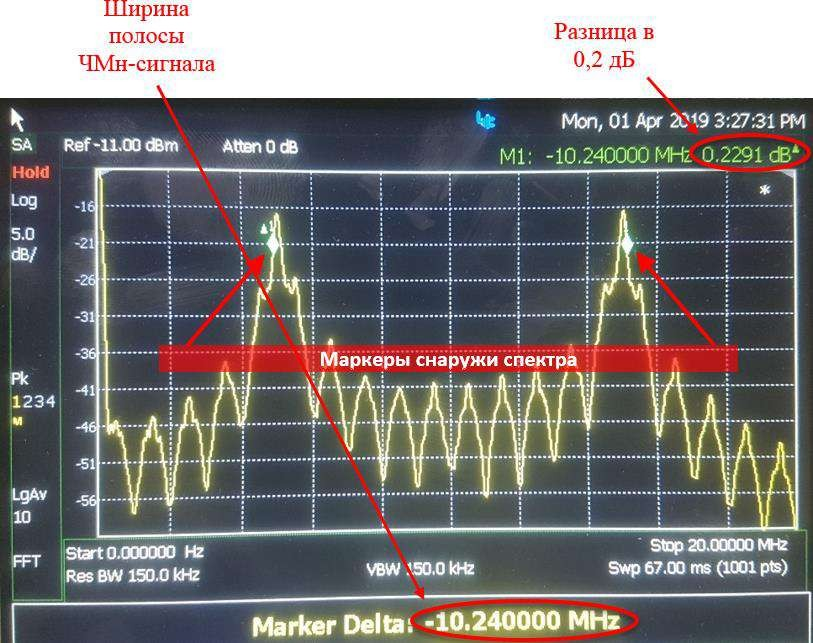 Ширина
полосы
ЧМн-сигнала
Разница в
0,2 дБ
Mon, 01 Apr 2019 3:27:31 PM
SA
Ref -11.00 dBm
Atten 0 dB
M1: -10.240000 MHz 0.2291 dB
Hold
Log
5.0
dB/
-16
-21
-26
-31
-36
-41
-46
-51
-56
*
1
Маркеры снаружи спектра
Pk
1234
M
LgAv
10
FFT
Start 0.000000 Hz
Stop 20.00000 MHz
Res BW 150.0 kHz
VBW 150.0 kHz
Swp 67.00 ms (1001 pts)
Marker Delta: -10.240000 MHz